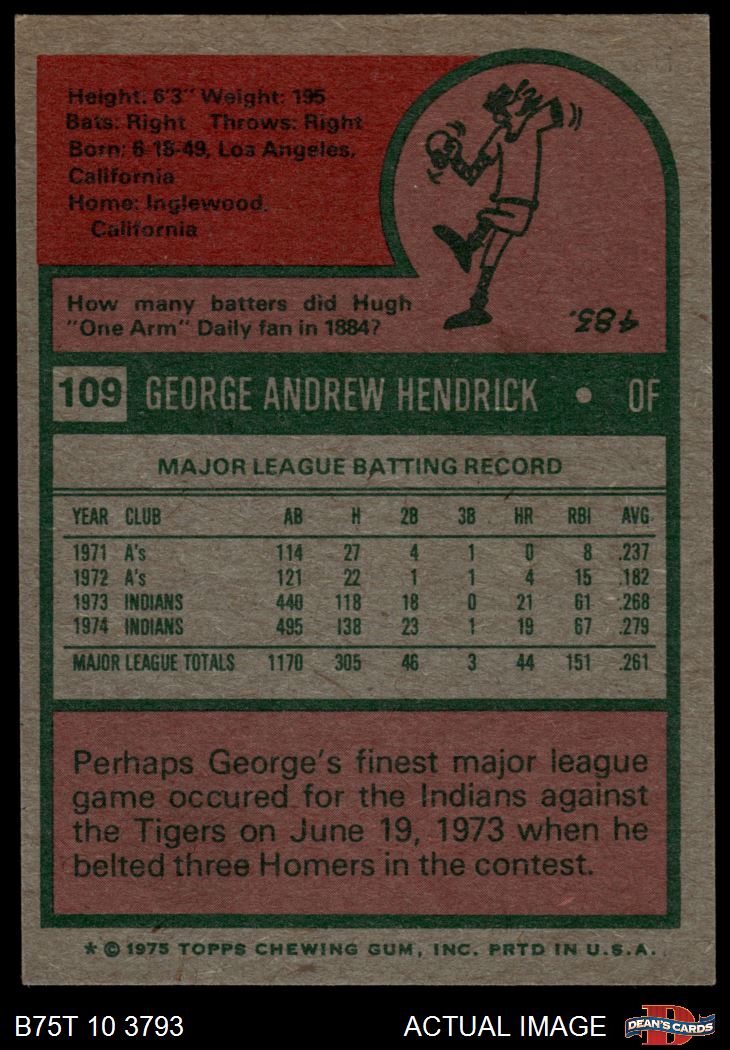 Height: 6'3" Weight: 195
Bats: Right Throws: Right
Born: 6-18-49, Los Angeles,
California
Home: Inglewood,
California
How many batters did Hugh
"One Arm" Daily fan in 1884?
483.
109 GEORGE ANDREW HENDRICK • OF
MAJOR LEAGUE BATTING RECORD
YEAR CLUB AB H 2B 3B HR RBI AVG.
1971 A's 114 27 4 1 0 8 .237
1972 A's 121 22 1 1 4 15 .182
1973 INDIANS 440 118 18 0 21 61 .268
1974 INDIANS 495 138 23 1 19 67 .279
MAJOR LEAGUE TOTALS 1170 305 46 3 44 151 .261
Perhaps George's finest major league
game occured for the Indians against
the Tigers on June 19, 1973 when he
belted three Homers in the contest.
* © 1975 TOPPS CHEWING GUM, INC. PRTD IN U.S.A.
B75T 10 3793 ACTUAL IMAGE D DEAN'S CARDS